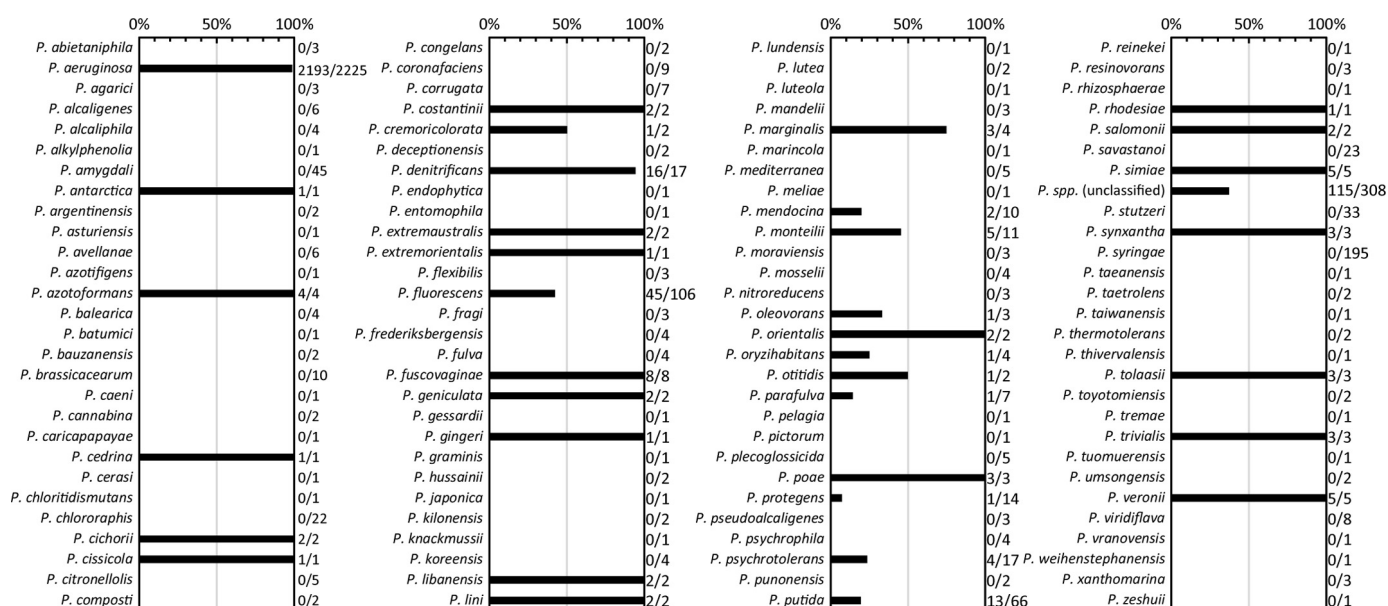 0% 50% 100%
P. abietaniphila 0/3
P. aeruginosa 2193/2225
P. agarici 0/3
P. alcaligenes 0/6
P. alcaliphila 0/4
P. alkylphenolia 0/1
P. amygdali 0/45
P. antarctica 1/1
P. argentinensis 0/2
P. asturiensis 0/1
P. avellanae 0/6
P. azotifigens 0/1
P. azotoformans 4/4
P. balearica 0/4
P. batumici 0/1
P. bauzanensis 0/2
P. brassicacearum 0/10
P. caeni 0/1
P. cannabina 0/2
P. caricapapayae 0/1
P. cedrina 1/1
P. cerasi 0/1
P. chloritidismutans 0/1
P. chlororaphis 0/22
P. cichorii 2/2
P. cissicola 1/1
P. citronellolis 0/5
P. composti 0/2
0% 50% 100%
P. congelans 0/2
P. coronafaciens 0/9
P. corrugata 0/7
P. costantinii 2/2
P. cremoricolorata 1/2
P. deceptionensis 0/2
P. denitrificans 16/17
P. endophytica 0/1
P. entomophila 0/1
P. extremaustralis 2/2
P. extremorientalis 1/1
P. flexibilis 0/3
P. fluorescens 45/106
P. fragi 0/3
P. frederiksbergensis 0/4
P. fulva 0/4
P. fuscovaginae 8/8
P. geniculata 2/2
P. gessardii 0/1
P. gingeri 1/1
P. graminis 0/1
P. hussainii 0/2
P. japonica 0/1
P. kilonensis 0/2
P. knackmussii 0/1
P. koreensis 0/4
P. libanensis 2/2
P. lini 2/2
0% 50% 100%
P. lundensis 0/1
P. lutea 0/2
P. luteola 0/1
P. mandelii 0/3
P. marginalis 3/4
P. marincola 0/1
P. mediterranea 0/5
P. meliae 0/1
P. mendocina 2/10
P. monteilii 5/11
P. moraviensis 0/3
P. mosselii 0/4
P. nitroreducens 0/3
P. oleovorans 1/3
P. orientalis 2/2
P. oryzihabitans 1/4
P. otitidis 1/2
P. parafulva 1/7
P. pelagia 0/1
P. pictorum 0/1
P. plecoglossicida 0/5
P. poae 3/3
P. protegens 1/14
P. pseudoalcaligenes 0/3
P. psychrophila 0/4
P. psychrotolerans 4/17
P. punonensis 0/2
P. putida 13/66
0% 50% 100%
P. reinekei 0/1
P. resinovorans 0/3
P. rhizosphaerae 0/1
P. rhodesiae 1/1
P. salomonii 2/2
P. savastanoi 0/23
P. simiae 5/5
P. spp. (unclassified) 115/308
P. stutzeri 0/33
P. synxantha 3/3
P. syringae 0/195
P. taeanensis 0/1
P. taetrolens 0/2
P. taiwanensis 0/1
P. thermotolerans 0/2
P. thivervalensis 0/1
P. tolaasii 3/3
P. toyotomiensis 0/2
P. tremae 0/1
P. trivialis 3/3
P. tuomuerensis 0/1
P. umsongensis 0/2
P. veronii 5/5
P. viridiflava 0/8
P. vranovensis 0/1
P. weihenstephanensis 0/1
P. xanthomarina 0/3
P. zeshuii 0/1